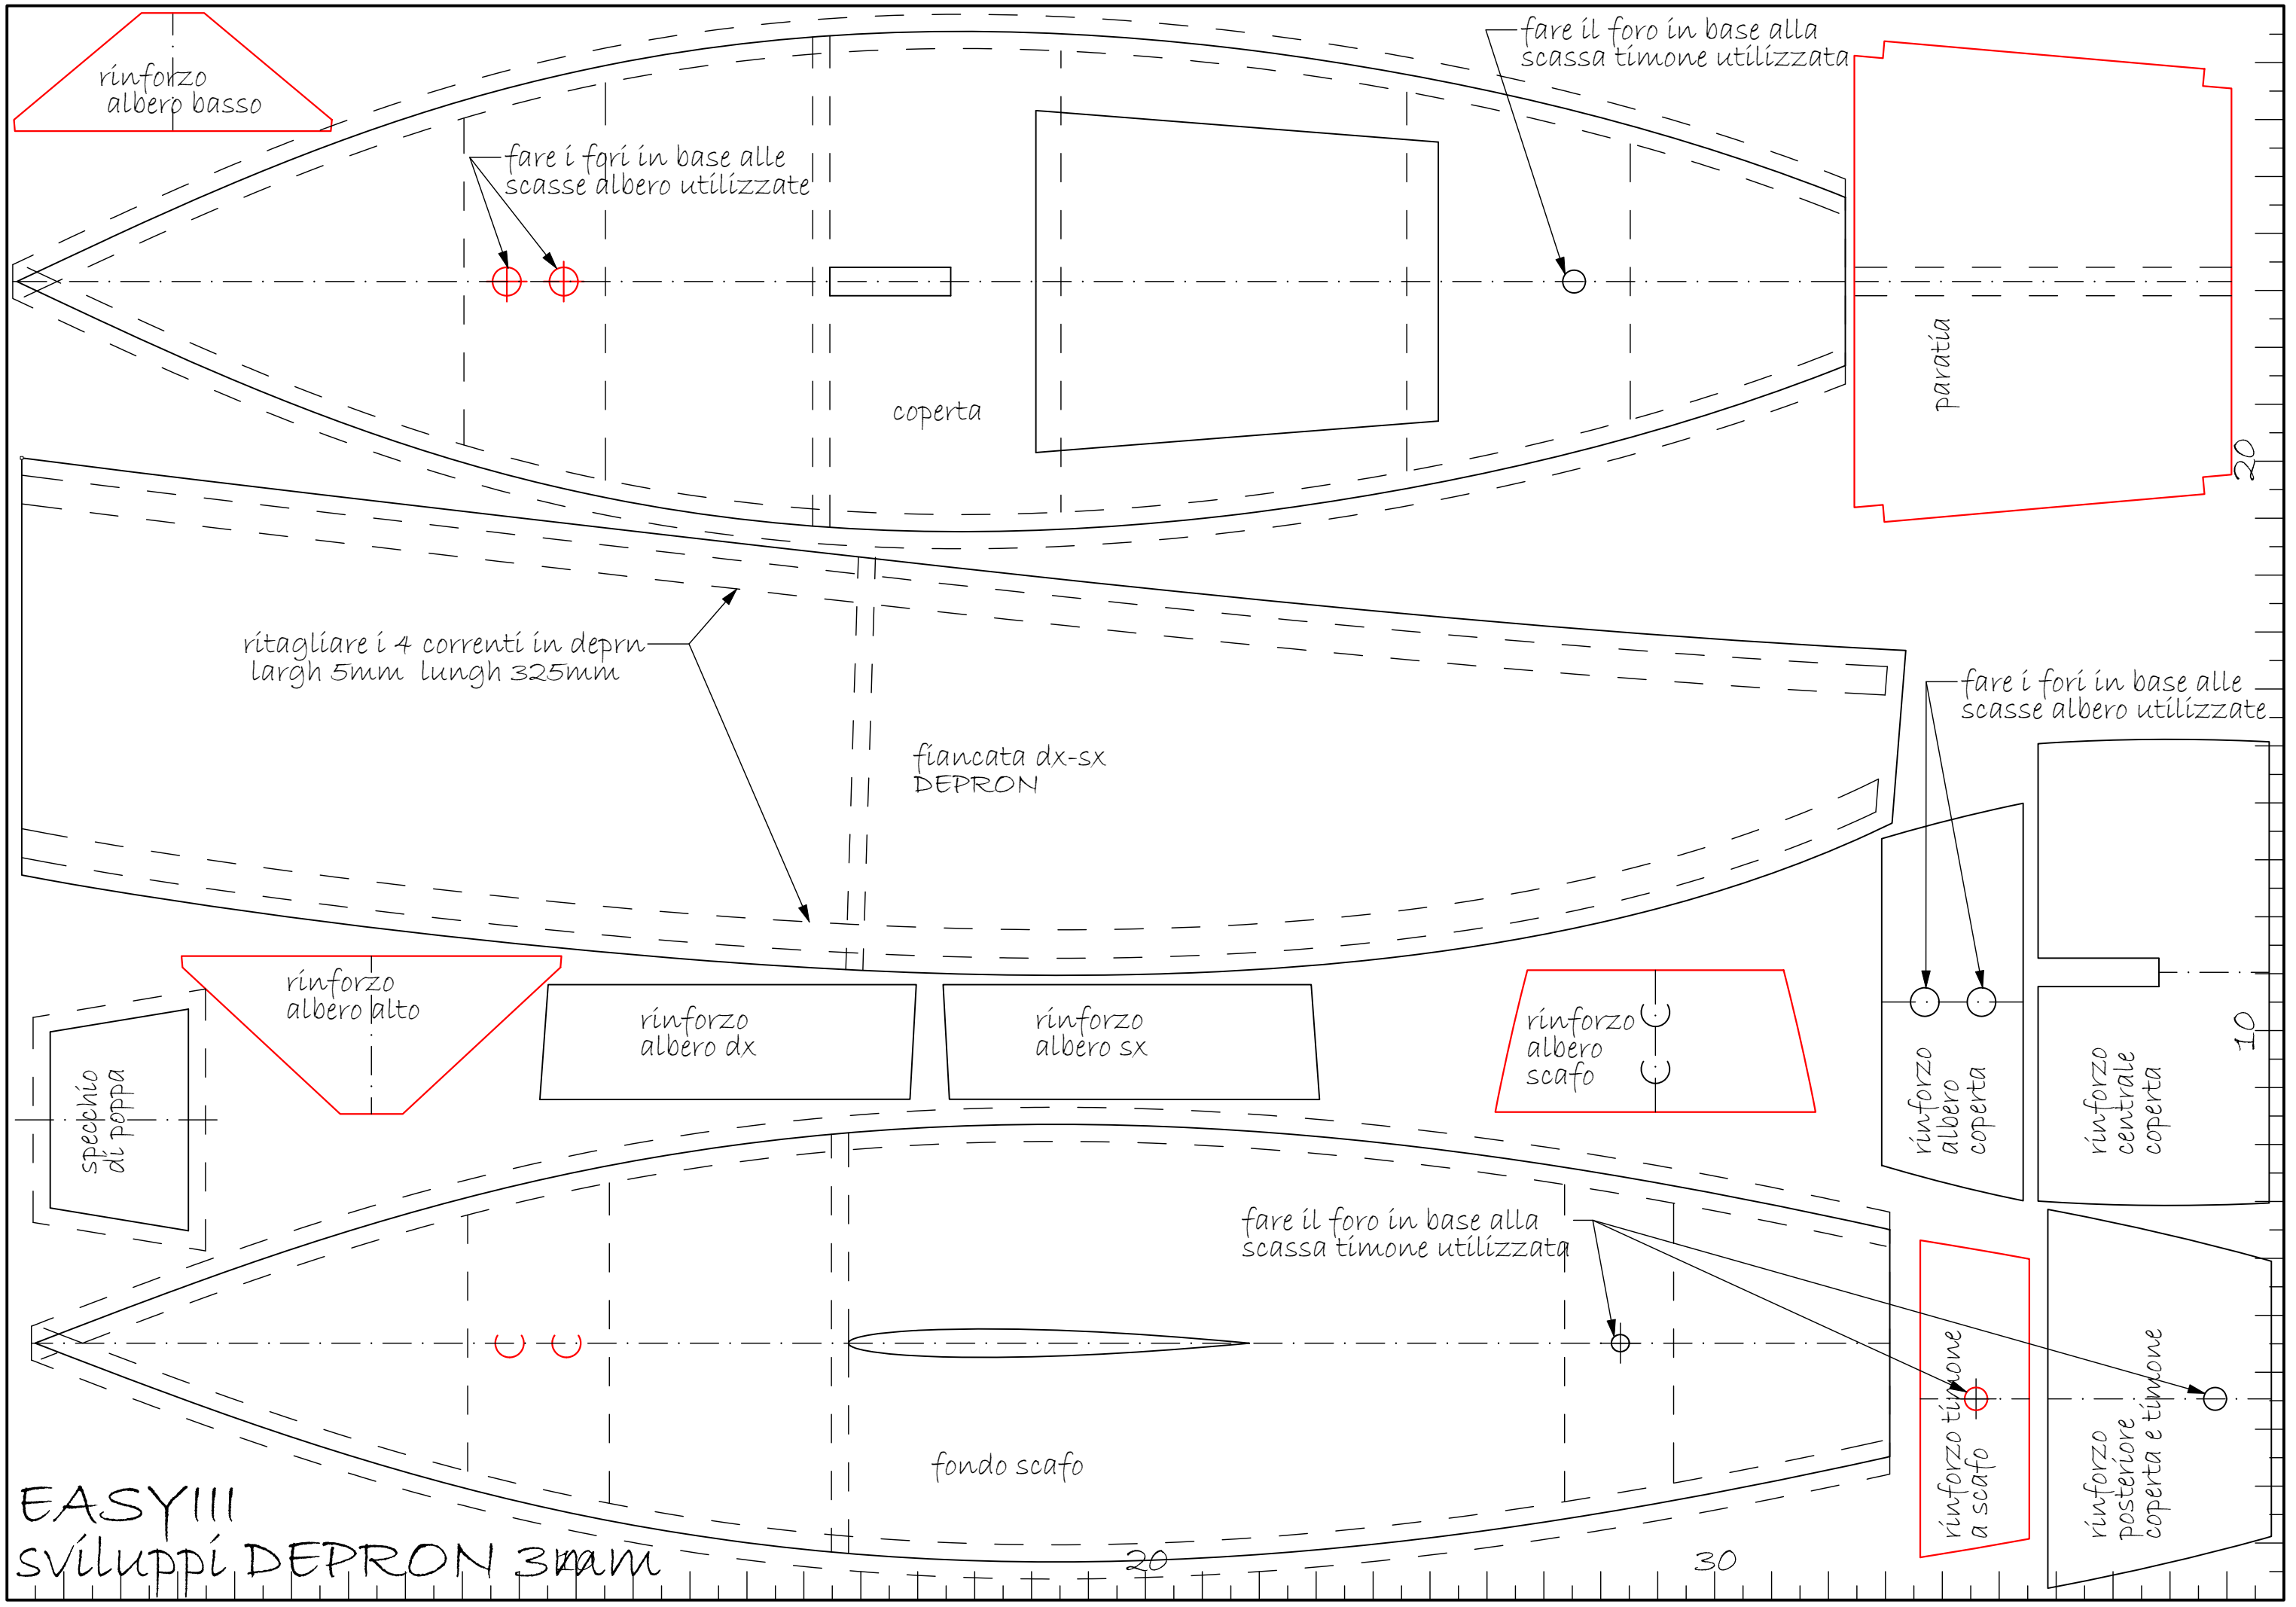 rinforzo
albero basso
fare i fori in base alle
scasse albero utilizzate
fare il foro in base alla
scassa timone utilizzata
coperta
paratia
20
ritagliare i 4 correnti in deprn
largh 5mm lungh 325mm
fiancata dx-sx
DEPRON
fare i fori in base alle
scasse albero utilizzate
rinforzo
albero alto
specchio
di poppa
rinforzo
albero dx
rinforzo
albero sx
rinforzo
albero
scafo
rinforzo
albero
coperta
rinforzo
centrale
coperta
10
fare il foro in base alla
scassa timone utilizzata
fondo scafo
rinforzo timone
a scafo
rinforzo
posteriore
coperta e timone
EASYIII
sviluppi DEPRON 3mm
20
30